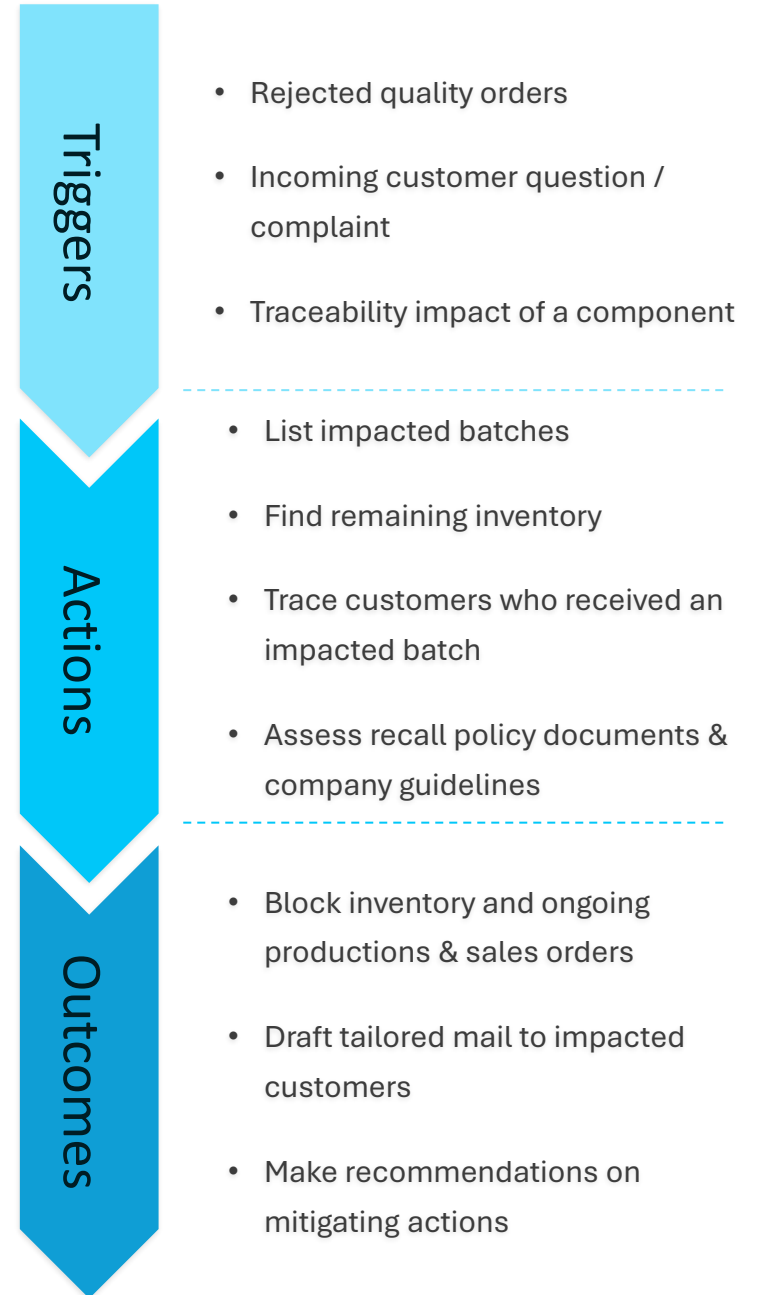 Triggers
• Rejected quality orders
• Incoming customer question /
complaint
• Traceability impact of a component
Actions
• List impacted batches
• Find remaining inventory
• Trace customers who received an
impacted batch
• Assess recall policy documents &
company guidelines
Outcomes
• Block inventory and ongoing
productions & sales orders
• Draft tailored mail to impacted
customers
• Make recommendations on
mitigating actions